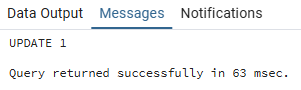 Data Output Messages Notifications
UPDATE 1
Query returned successfully in 63 msec.